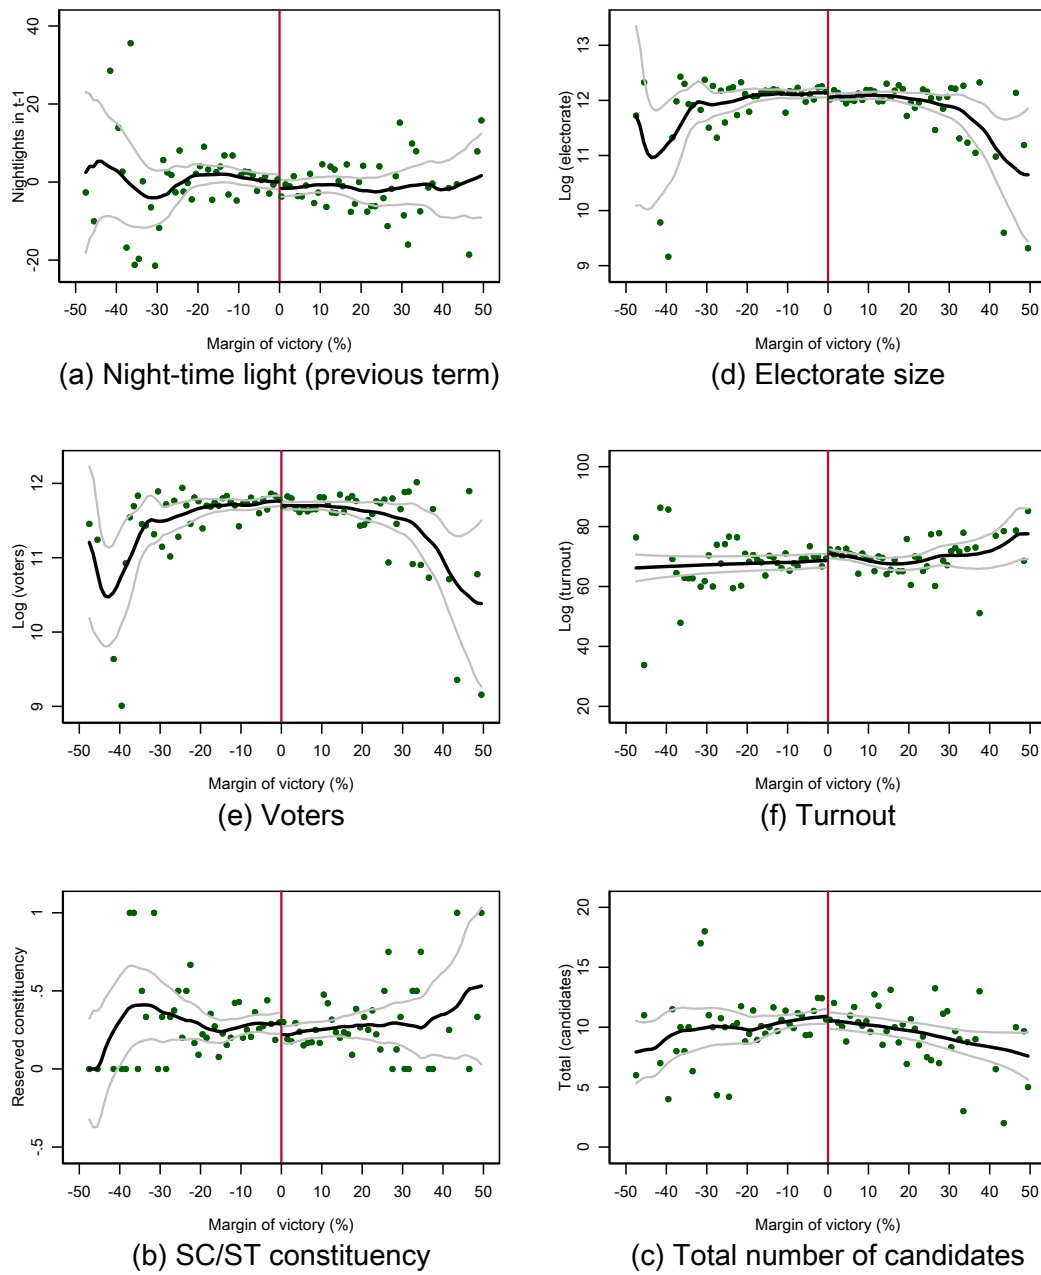 40
20
0
-20
Nightlights in t-1
-50 -40 -30 -20 -10 0 10 20 30 40 50
Margin of victory (%)
(a) Night-time light (previous term)
13
12
11
10
9
Log (electorate)
-50 -40 -30 -20 -10 0 10 20 30 40 50
Margin of victory (%)
(d) Electorate size
12
11
10
9
Log (voters)
-50 -40 -30 -20 -10 0 10 20 30 40 50
Margin of victory (%)
(e) Voters
100
80
60
40
20
Log (turnout)
-50 -40 -30 -20 -10 0 10 20 30 40 50
Margin of victory (%)
(f) Turnout
1
.5
0
-.5
Reserved constituency
-50 -40 -30 -20 -10 0 10 20 30 40 50
Margin of victory (%)
(b) SC/ST constituency
20
15
10
5
0
Total (candidates)
-50 -40 -30 -20 -10 0 10 20 30 40 50
Margin of victory (%)
(c) Total number of candidates